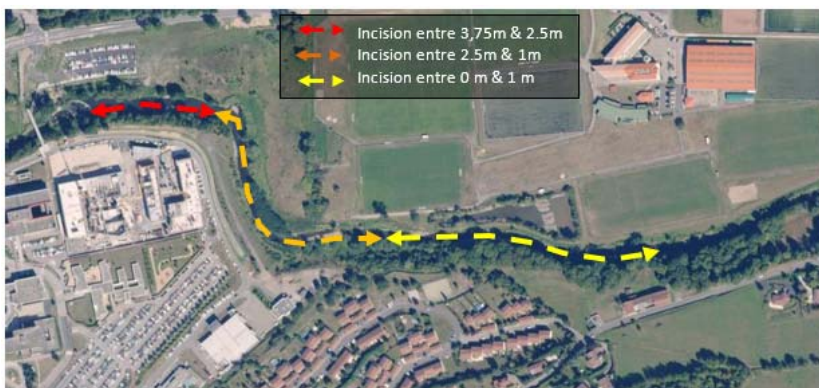 Incision entre 3,75m & 2.5m
Incision entre 2.5m & 1m
Incision entre 0 m & 1 m